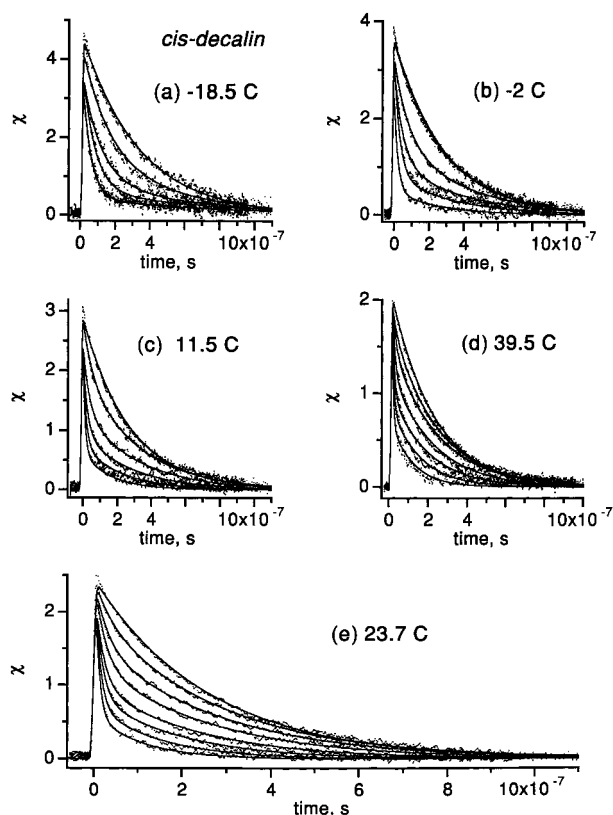 cis-decalin
(a) -18.5 C
4
2
0
χ
0 2 4 6 10x10⁻⁷
time, s
(b) -2 C
4
2
0
χ
0 2 4 6 10x10⁻⁷
time, s
(c) 11.5 C
3
2
1
0
χ
0 2 4 10x10⁻⁷
time, s
(d) 39.5 C
2
1
0
χ
0 2 4 10x10⁻⁷
time, s
(e) 23.7 C
2
1
0
χ
0 2 4 6 8 10x10⁻⁷
time, s